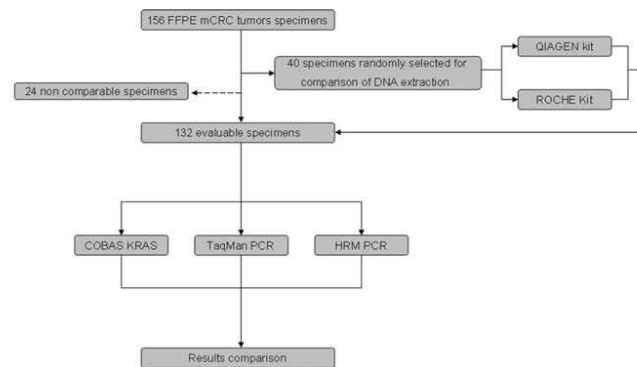 156 FFPE mCRC tumors specimens
40 specimens randomly selected for
comparison of DNA extraction
QIAGEN kit
ROCHE Kit
24 non comparable specimens
132 evaluable specimens
COBAS KRAS
TaqMan PCR
HRM PCR
Results comparison